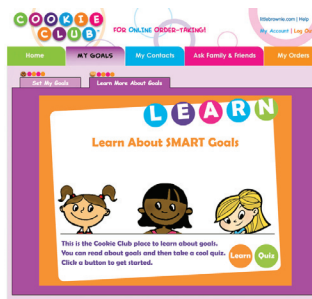 COOKIE
CLUB
FOR ONLINE ORDER-TAKING!
littlebrownie.com | Help
My Account | Log
Home
MY GOALS
My Contacts
Ask Family & Friends
My Orders
Set My Goals
Learn More About Goals
LEARN
Learn About SMART Goals
This is the Cookie Club place to learn about goals.
You can read about goals and then take a cool quiz.
Click a button to get started.
Learn
Quiz